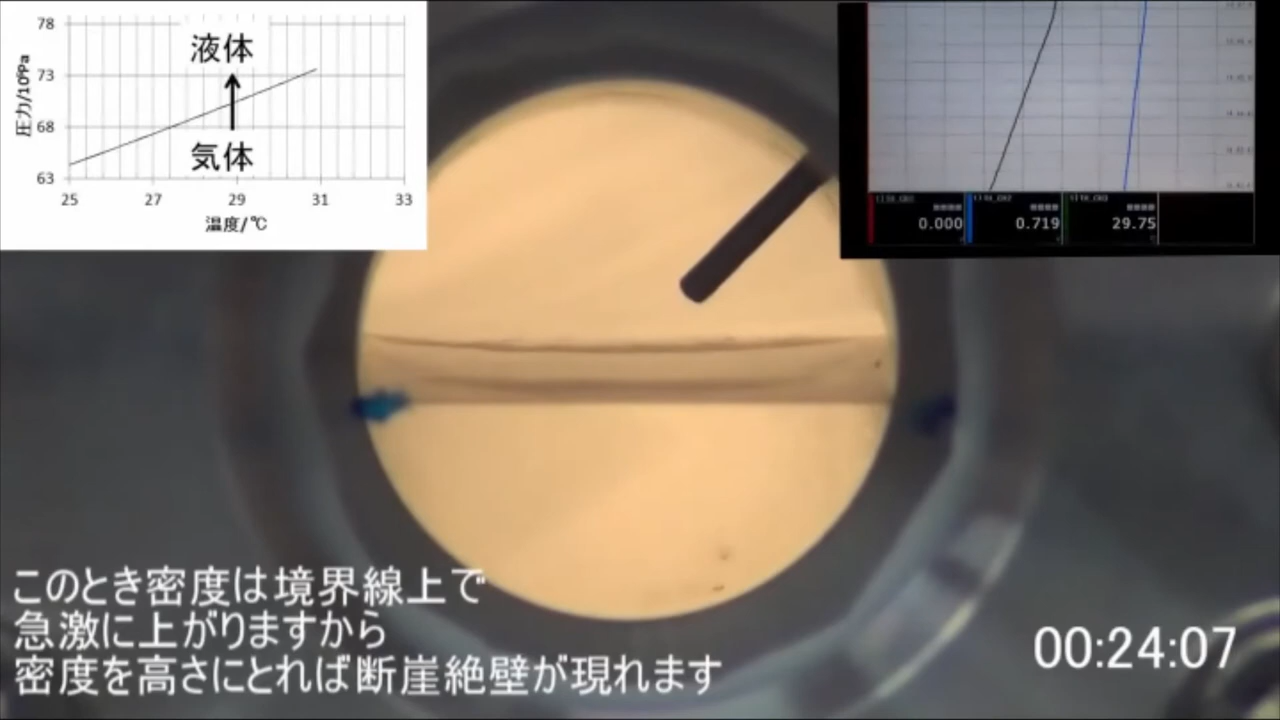 78
液体
73
圧力/10⁵Pa
68
気体
63
25 27 29 31 33
温度/℃
0.000 0.719 29.75
このとき密度は境界線上で
急激に上がりますから
密度を高さにとれば断崖絶壁が現れます
00:24:07